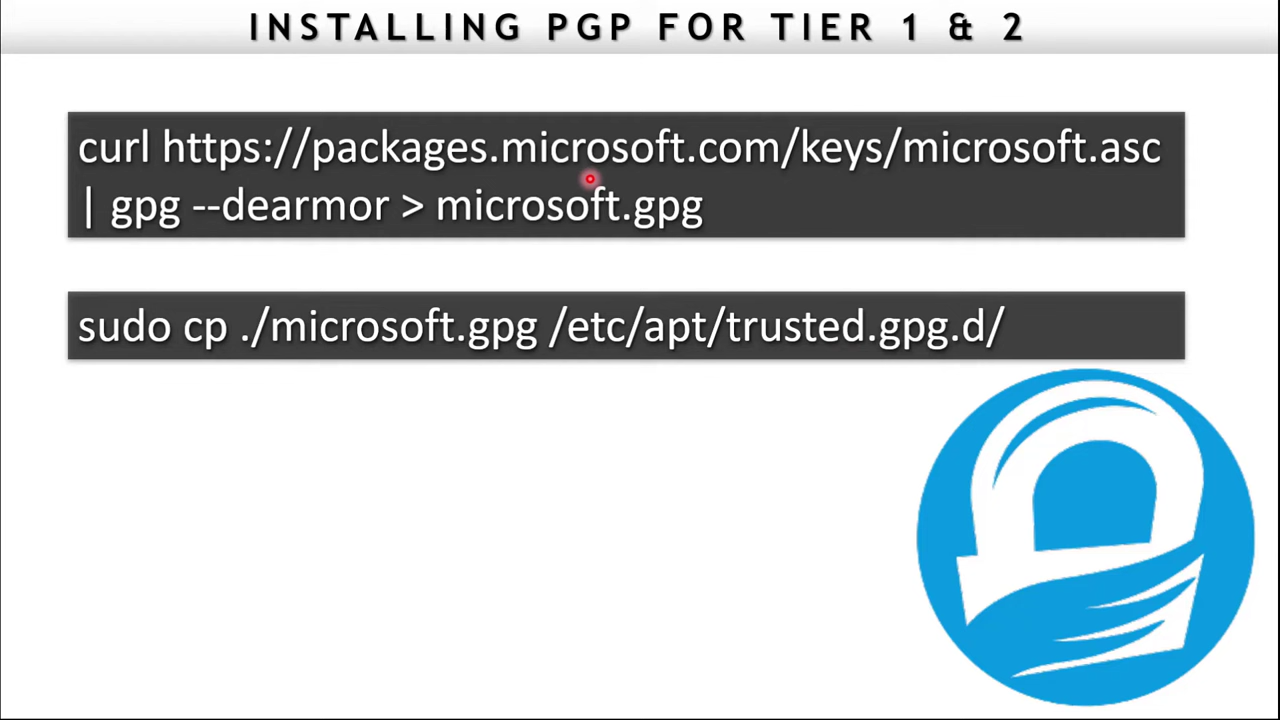 INSTALLING PGP FOR TIER 1 & 2
curl https://packages.microsoft.com/keys/microsoft.asc
| gpg --dearmor > microsoft.gpg
sudo cp ./microsoft.gpg /etc/apt/trusted.gpg.d/